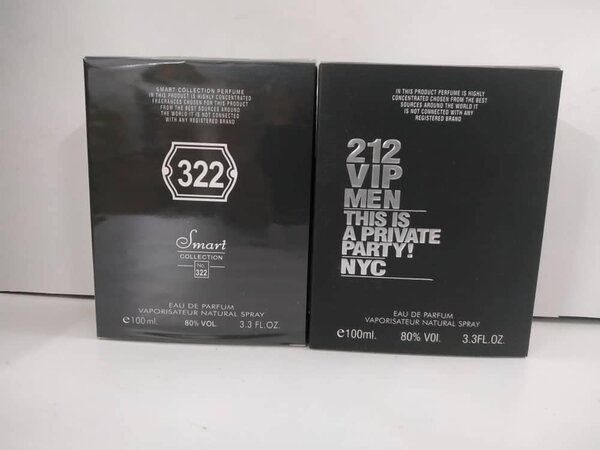 SMART COLLECTION PERFUME
IN THIS PRODUCT IS HIGHLY CONCENTRATED
FRAGRANCES CHOSEN FOR THIS PRODUCT
FROM THE BEST SOURCES AROUND
THE WORLD IT IS NOT CONNECTED
WITH ANY REGISTERED BRAND
322
Smart
COLLECTION
No.
322
EAU DE PARFUM
VAPORISATEUR NATURAL SPRAY
e100ml. 80% VOL. 3.3 FL.OZ.
IN THIS PRODUCT PERFUME IS HIGHLY
CONCENTRATED CHOSEN FROM THE BEST
SOURCES AROUND THE WORLD IT
IS NOT CONNECTED WITH ANY
REGISTERED BRAND
212
VIP
MEN
THIS IS
A PRIVATE
PARTY!
NYC
EAU DE PARFUM
VAPORISATEUR NATURAL SPRAY
e100ml. 80% VOl. 3.3FL.OZ.